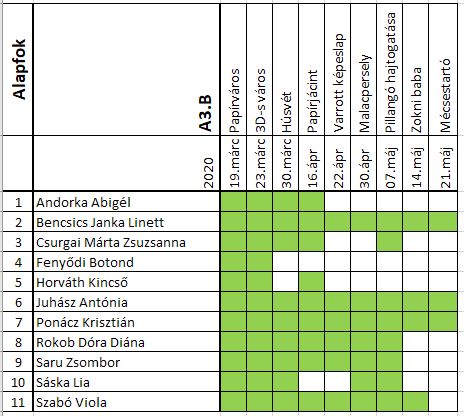 Alapfok
A3.B
2020
Papírváros
3D-s város
Húsvét
Papírjácint
Varrott képeslap
Malacpersely
Pillangó hajtogatása
Zokni baba
Mécsestartó
19.márc
23.márc
30.márc
16.ápr
22.ápr
30.ápr
07.máj
14.máj
21.máj
1 Andorka Abigél
2 Bencsics Janka Linett
3 Csurgai Márta Zsuzsanna
4 Fenyődi Botond
5 Horváth Kincső
6 Juhász Antónia
7 Ponácz Krisztián
8 Rokob Dóra Diána
9 Saru Zsombor
10 Sáska Lia
11 Szabó Viola